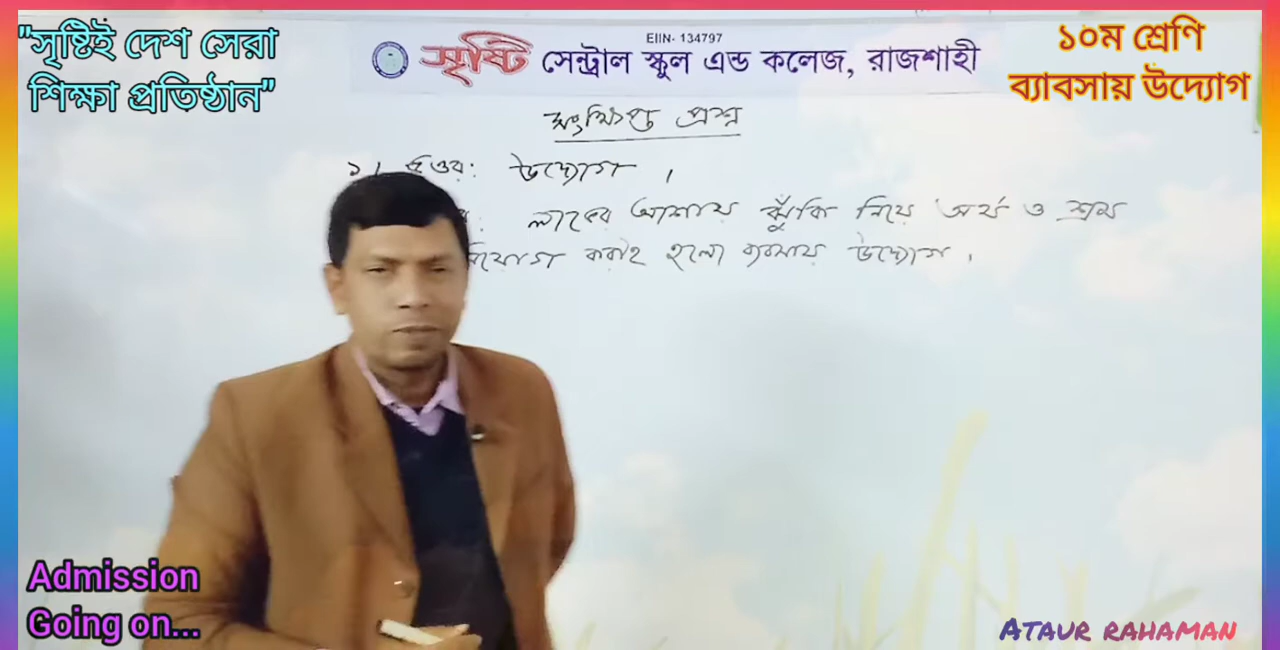 "সৃষ্টিই দেশ সেরা
শিক্ষা প্রতিষ্ঠান"
EIIN- 134797
সৃষ্টি সেন্ট্রাল স্কুল এন্ড কলেজ, রাজশাহী
১০ম শ্রেণি
ব্যাবসায় উদ্যোগ
সংক্ষিপ্ত প্রশ্ন
১। উত্তর: উদ্যোগ ।
লাভের আশায় ঝুঁকি নিয়ে অর্থ ও শ্রম
করাই হলো ব্যবসায় উদ্যোগ ।
Admission
Going on...
ATAUR RAHAMAN